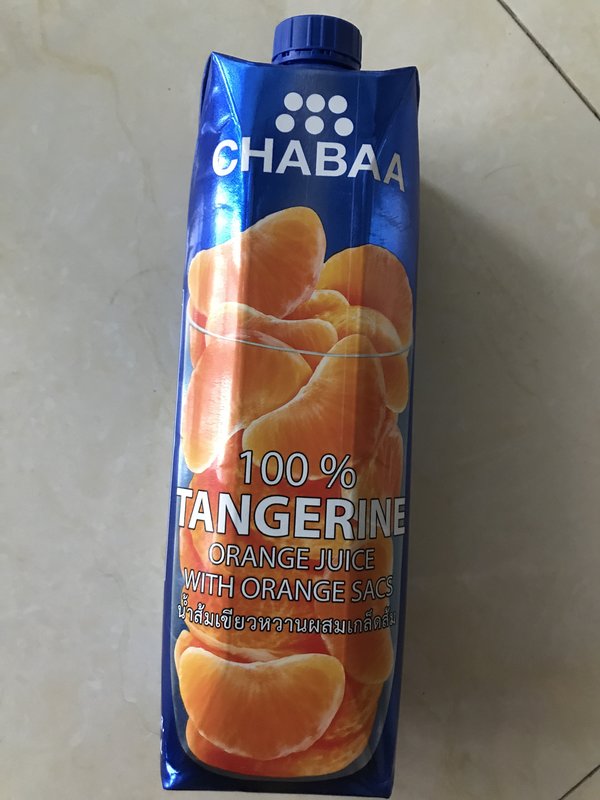 CHABAA
100 %
TANGERINE
ORANGE JUICE
WITH ORANGE SACS
น้ำส้มเขียวหวานผสมเกล็ดส้ม